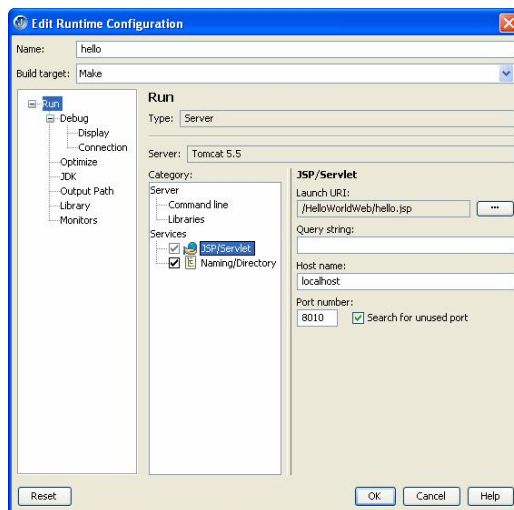 Edit Runtime Configuration
Name: hello
Build target: Make
Run
Debug
Display
Connection
Optimize
JDK
Output Path
Library
Monitors
Run
Type: Server
Server: Tomcat 5.5
Category:
Server
Command line
Libraries
Services
JSP/Servlet
Naming/Directory
JSP/Servlet
Launch URI:
/HelloWorldWeb/hello.jsp ...
Query string:
Host name:
localhost
Port number:
8010 Search for unused port
Reset OK Cancel Help